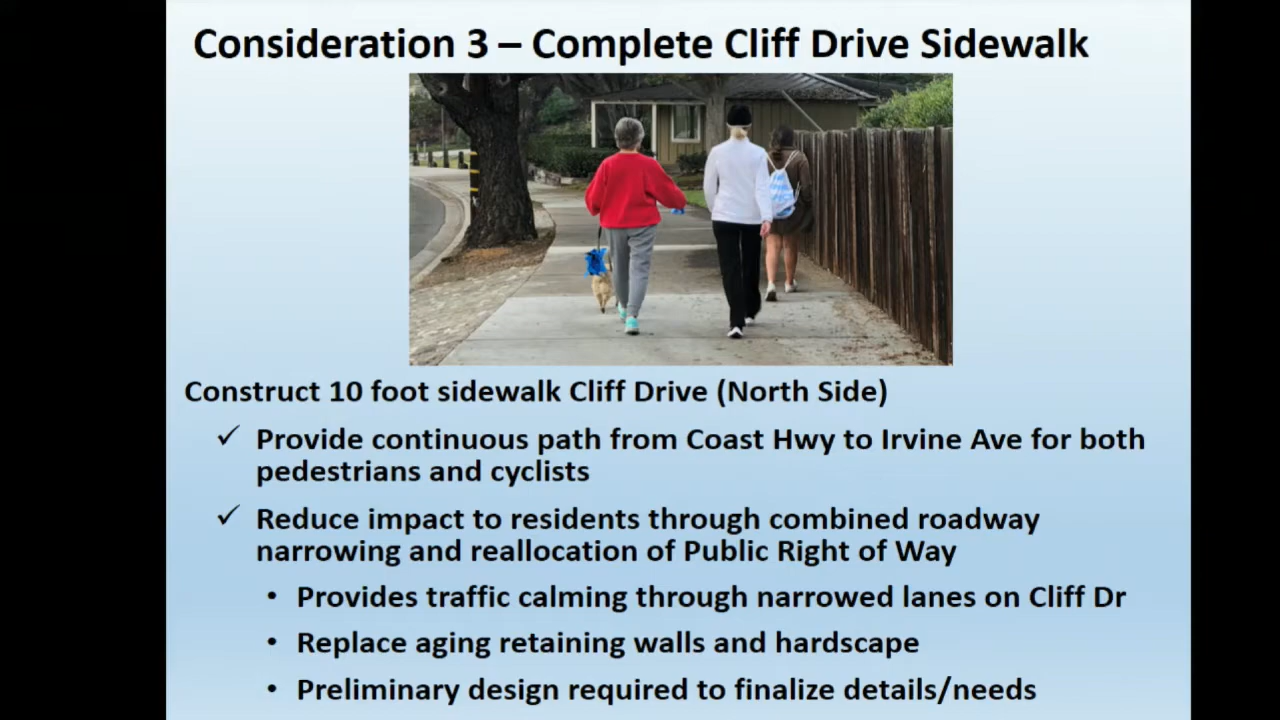 Consideration 3 – Complete Cliff Drive Sidewalk
Construct 10 foot sidewalk Cliff Drive (North Side)
✓ Provide continuous path from Coast Hwy to Irvine Ave for both
pedestrians and cyclists
✓ Reduce impact to residents through combined roadway
narrowing and reallocation of Public Right of Way
• Provides traffic calming through narrowed lanes on Cliff Dr
• Replace aging retaining walls and hardscape
• Preliminary design required to finalize details/needs